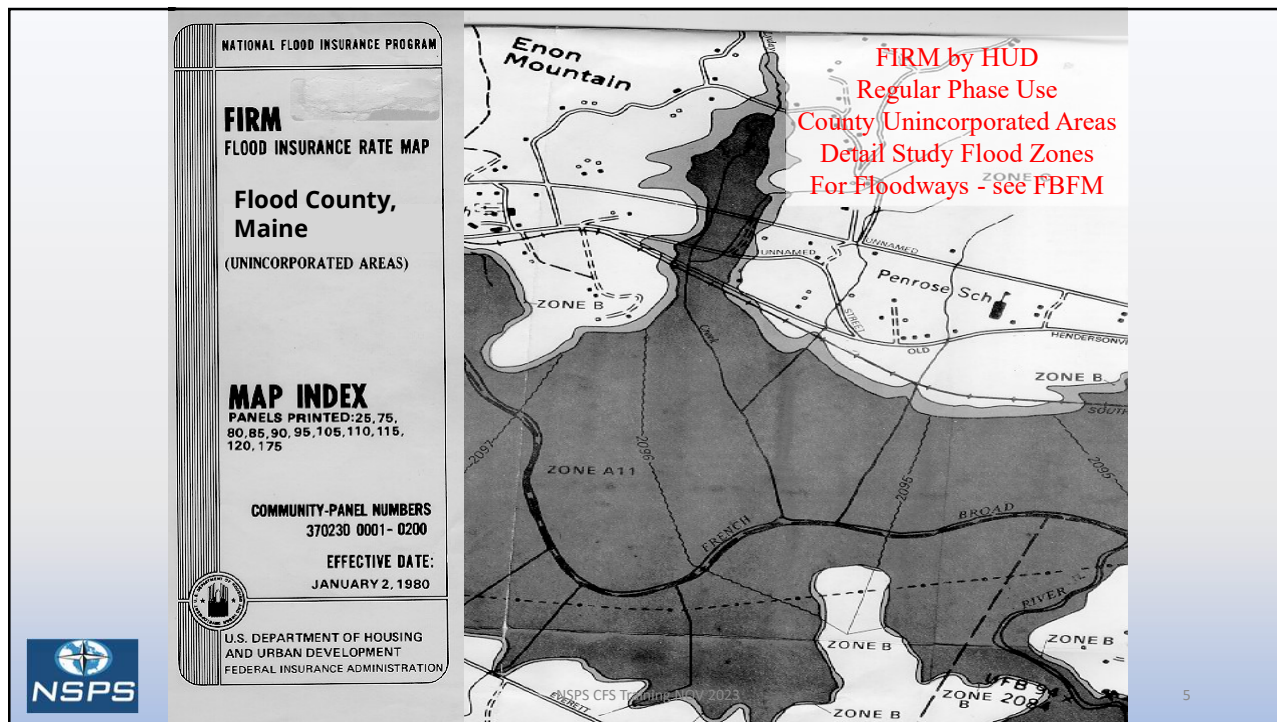 NATIONAL FLOOD INSURANCE PROGRAM
FIRM
FLOOD INSURANCE RATE MAP
Flood County,
Maine
(UNINCORPORATED AREAS)
MAP INDEX
PANELS PRINTED:25,75,
80,85,90,95,105,110,115,
120,175
COMMUNITY-PANEL NUMBERS
370230 0001-0200
EFFECTIVE DATE:
JANUARY 2, 1980
U.S. DEPARTMENT OF HOUSING
AND URBAN DEVELOPMENT
FEDERAL INSURANCE ADMINISTRATION
NSPS
FIRM by HUD
Regular Phase Use
County Unincorporated Areas
Detail Study Flood Zones
For Floodways - see FBFM
Enon
Mountain
UNNAMED
UNNAMED
Penrose Sch
ZONE B
STREET
OLD
HENDERSONVI
Creek
ZONE B
SOUTH
2097
2096
2095
2095
ZONE A11
FRENCH
BROAD
RIVER
ZONE B
ZONE B
ZONE
B
ZONE B
NSPS CFS Training NOV 2023
5